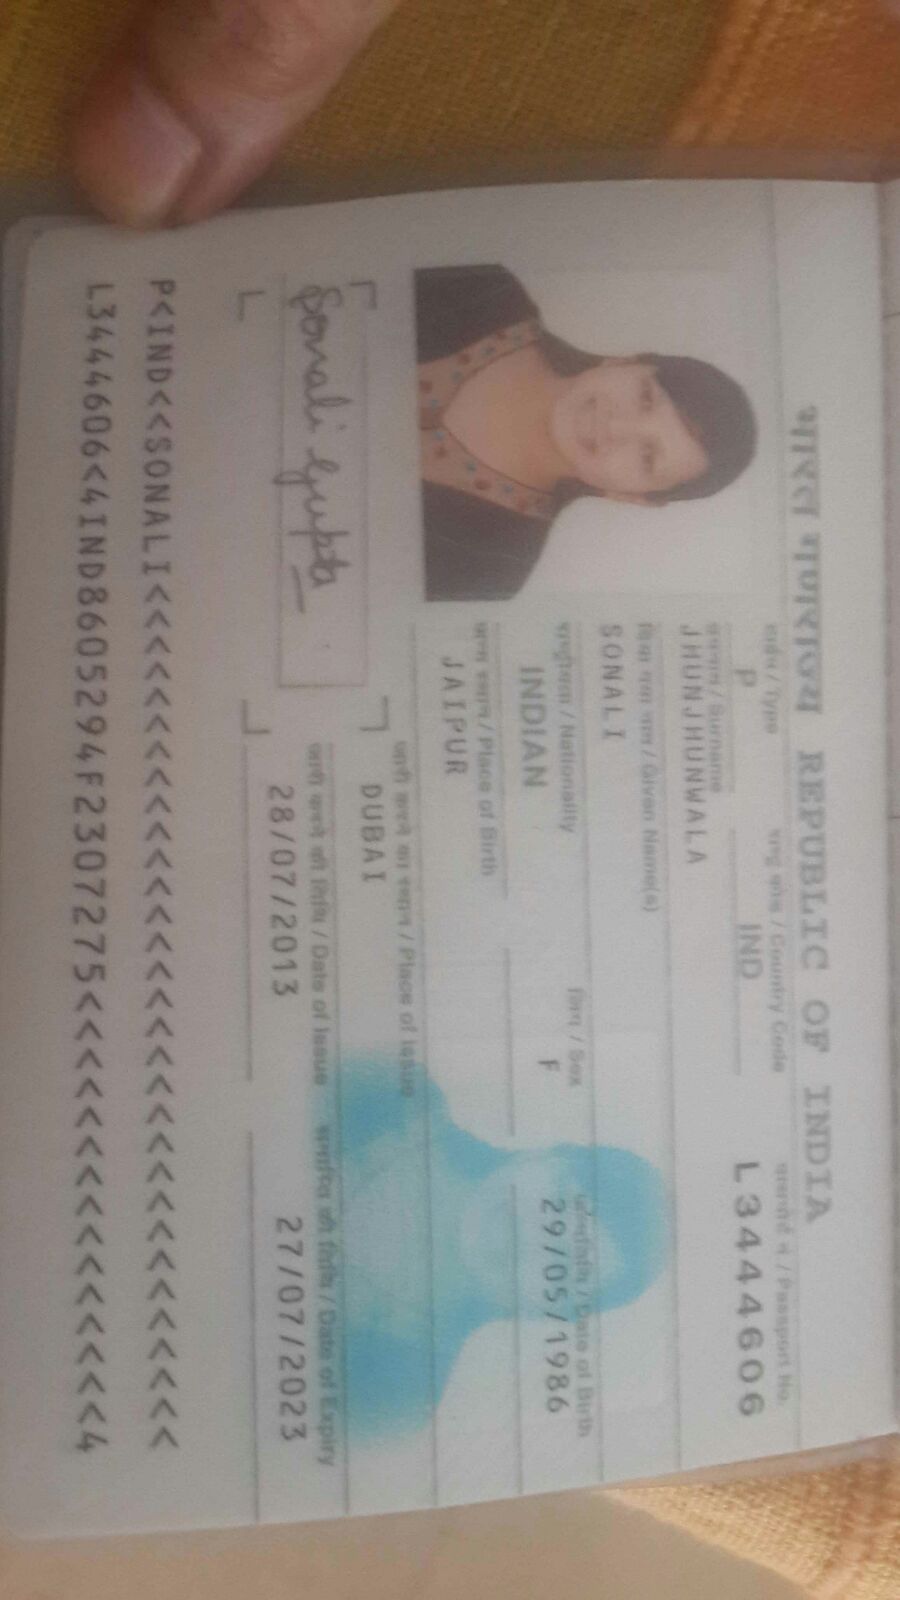 भारत गणराज्य REPUBLIC OF INDIA
टाईप / Type
राष्ट्र कोड / Country Code
पासपोर्ट नं / Passport No.
P
IND
L3444606
उपनाम / Surname
JHUNJHUNWALA
दिया गया नाम / Given Name(s)
SONALI
राष्ट्रीयता / Nationality
लिंग / Sex
जन्मतिथि / Date of Birth
INDIAN
F
29/05/1986
जन्म स्थान / Place of Birth
JAIPUR
जारी करने का स्थान / Place of Issue
DUBAI
जारी करने की तिथि / Date of Issue
समाप्ति की तिथि / Date of Expiry
28/07/2013
27/07/2023
Sonali Gupta
P<IND<<SONALI<<<<<<<<<<<<<<<<<<<<<<<<<<<<<<<
L3444606<4IND8605294F2307275<<<<<<<<<<<<<<<4